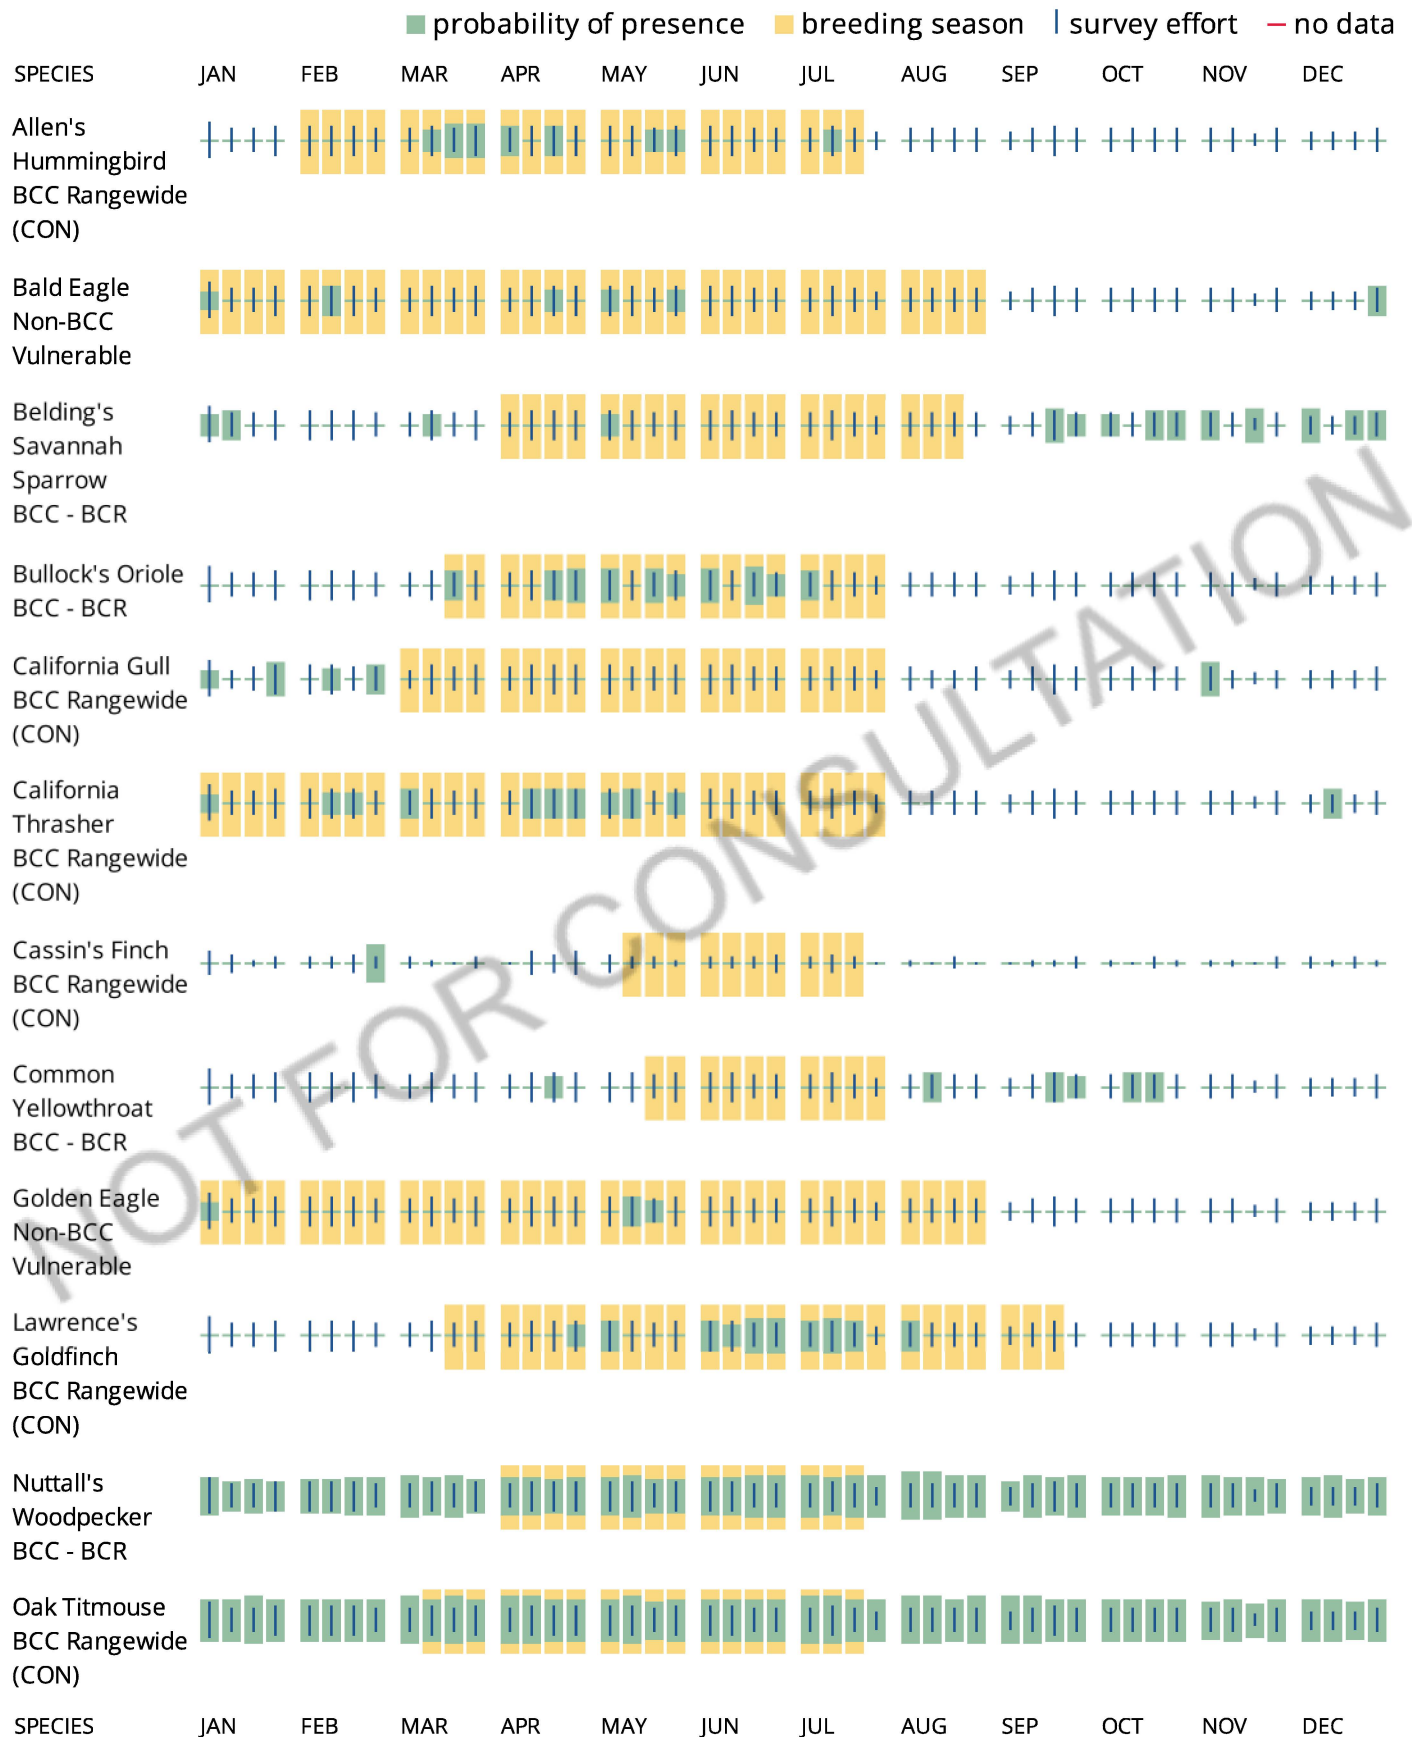 probability of presence breeding season survey effort no data
SPECIES JAN FEB MAR APR MAY JUN JUL AUG SEP OCT NOV DEC
Allen's
Hummingbird
BCC Rangewide
(CON)
Bald Eagle
Non-BCC
Vulnerable
Belding's
Savannah
Sparrow
BCC - BCR
Bullock's Oriole
BCC - BCR
California Gull
BCC Rangewide
(CON)
California
Thrasher
BCC Rangewide
(CON)
Cassin's Finch
BCC Rangewide
(CON)
Common
Yellowthroat
BCC - BCR
Golden Eagle
Non-BCC
Vulnerable
Lawrence's
Goldfinch
BCC Rangewide
(CON)
Nuttall's
Woodpecker
BCC - BCR
Oak Titmouse
BCC Rangewide
(CON)
SPECIES JAN FEB MAR APR MAY JUN JUL AUG SEP OCT NOV DEC
NOT FOR CONSULTATION